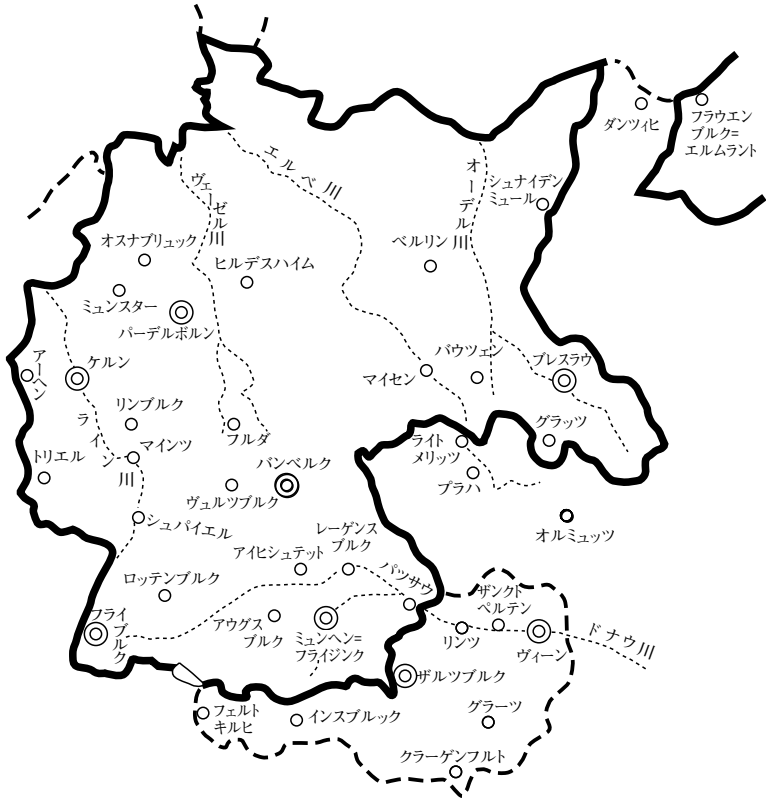 ダンツィヒ
フラウエン
ブルク=
エルムラント
エルベ川
オーデル川
シュナイデン
ミュール
ヴェーゼル川
オスナブリュック
ヒルデスハイム
ベルリン
ミュンスター
パーデルボルン
アーヘン
ケルン
バウツェン
ブレスラウ
マイセン
リンブルク
ライン川
マインツ
フルダ
グラッツ
ライト
メリッツ
トリエル
バンベルク
プラハ
ヴュルツブルク
シュパイエル
オルミュッツ
レーゲンス
ブルク
アイヒシュテット
パッサウ
ロッテンブルク
ザンクト
ペルテン
フライブルク
アウグス
ブルク
ミュンヘン=
フライジンク
リンツ
ヴィーン
ドナウ川
ザルツブルク
フェルト
キルヒ
インスブルック
グラーツ
クラーゲンフルト